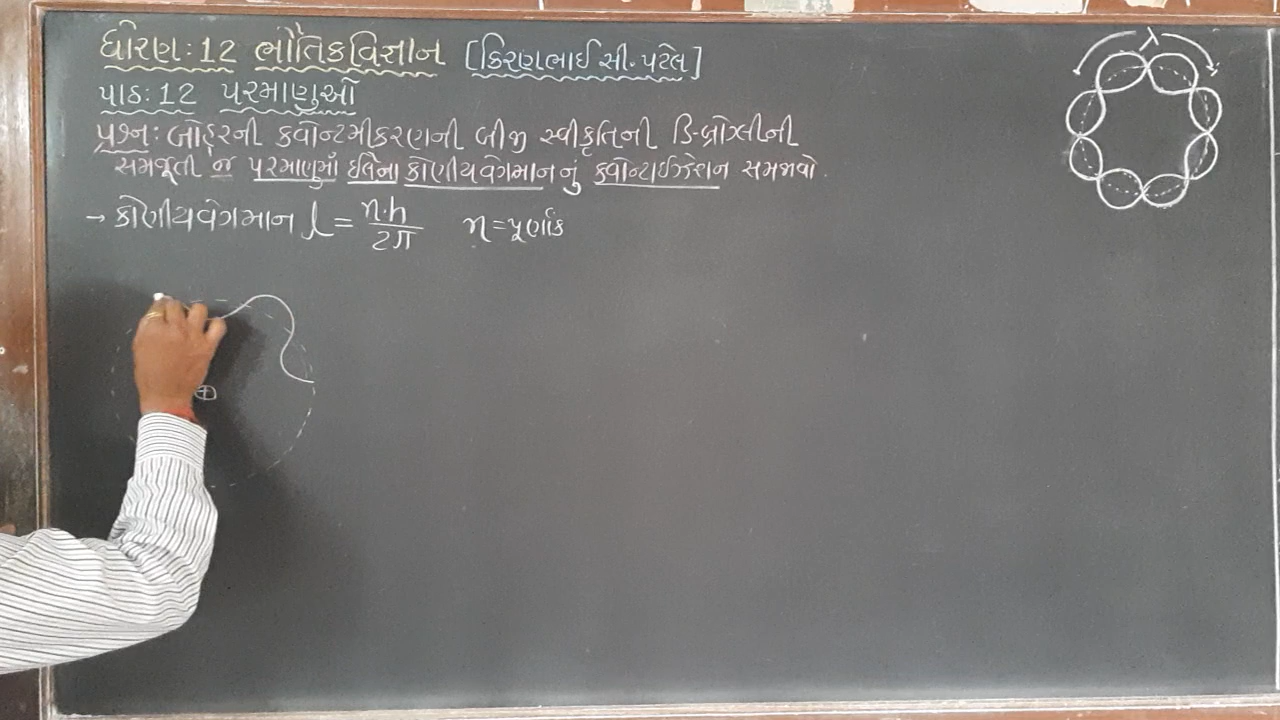 ધોરણ: 12 ભૌતિકવિજ્ઞાન [કિરણભાઈ સી. પટેલ]
પાઠ: 12 પરમાણુઓ
પ્રશ્ન: બોહરની ક્વોન્ટમીકરણની બીજી સ્વીકૃતિની ડિ-બ્રોગ્લીની
સમજૂતી જ પરમાણુમાં ઇલેના કોણીયવેગમાનનું ક્વોન્ટાઈઝેશન સમજાવો.
→ કોણીયવેગમાન l = n·h / 2π n = પૂર્ણાંક
λ
+